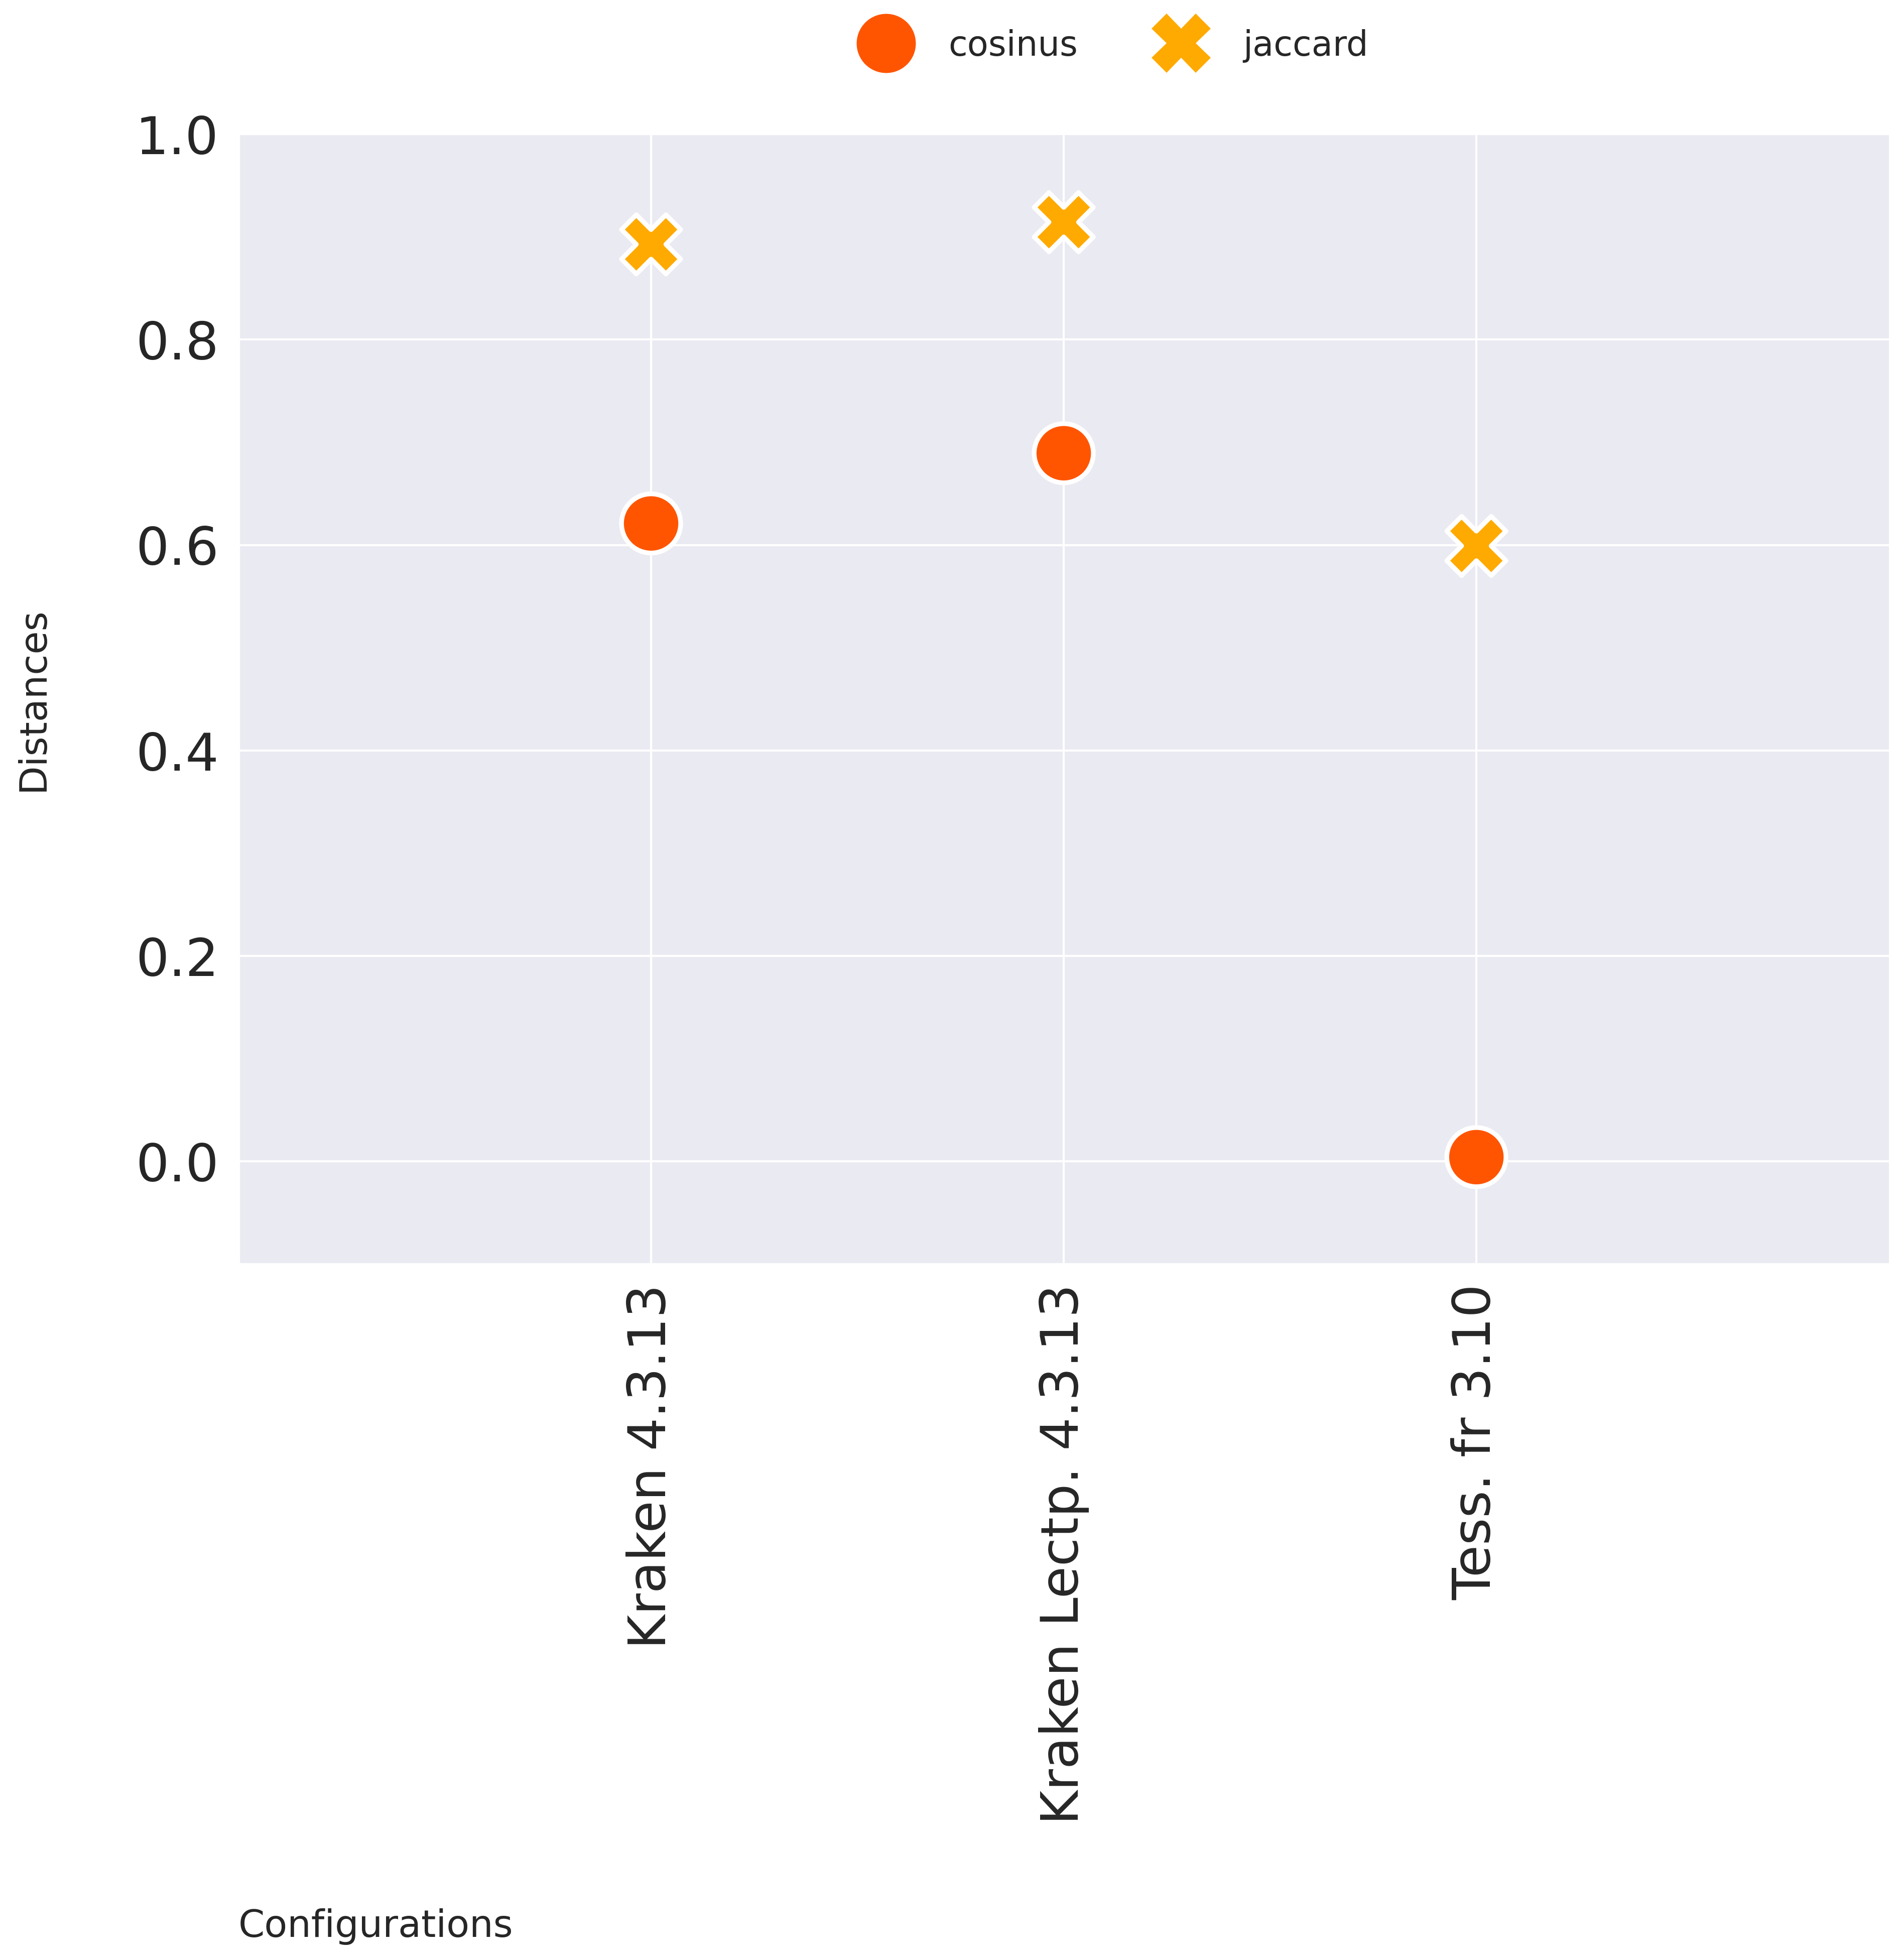 cosinus jaccard
1.0
0.8
0.6
0.4
0.2
0.0
Distances
Kraken 4.3.13
Kraken Lectp. 4.3.13
Tess. fr 3.10
Configurations